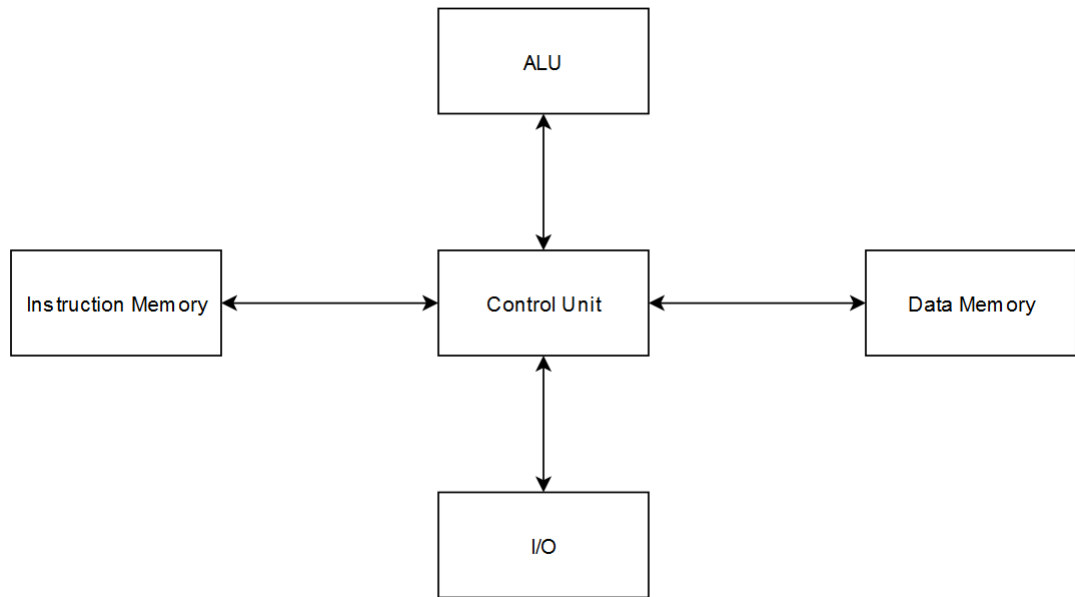 ALU
Instruction Memory
Control Unit
Data Memory
I/O